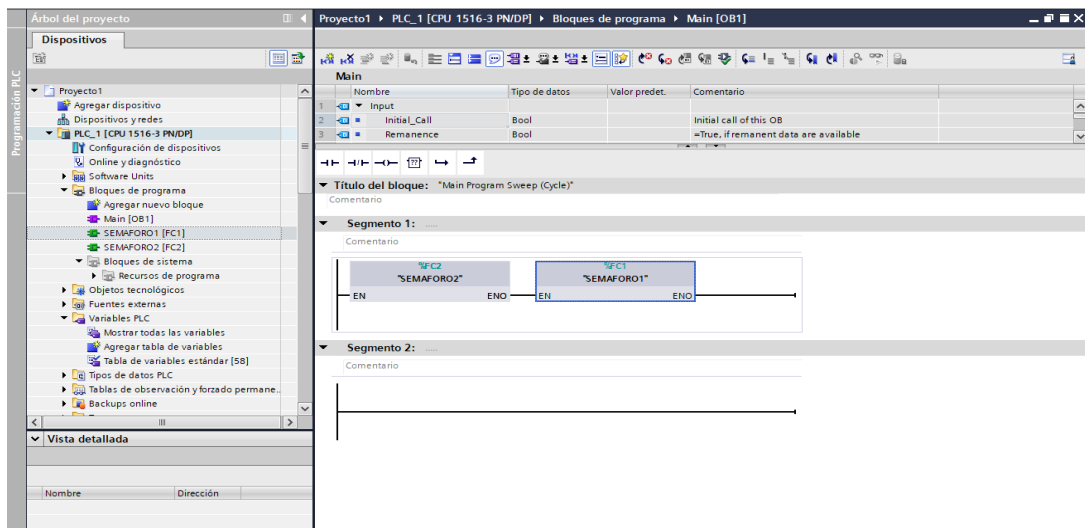 Árbol del proyecto
Dispositivos
Programación PLC
Proyecto1
Agregar dispositivo
Dispositivos y redes
PLC_1 [CPU 1516-3 PN/DP]
Configuración de dispositivos
Online y diagnóstico
Software Units
Bloques de programa
Agregar nuevo bloque
Main [OB1]
SEMAFORO1 [FC1]
SEMAFORO2 [FC2]
Bloques de sistema
Recursos de programa
Objetos tecnológicos
Fuentes externas
Variables PLC
Mostrar todas las variables
Agregar tabla de variables
Tabla de variables estándar [58]
Tipos de datos PLC
Tablas de observación y forzado permane...
Backups online
Vista detallada
Nombre Dirección
Proyecto1 PLC_1 [CPU 1516-3 PN/DP] Bloques de programa Main [OB1]
Main
Nombre Tipo de datos Valor predet. Comentario
1 Input
2 Initial_Call Bool Initial call of this OB
3 Remanence Bool =True, if remanent data are available
??
Título del bloque: "Main Program Sweep (Cycle)"
Comentario
Segmento 1: .....
Comentario
%FC2 %FC1
"SEMAFORO2" "SEMAFORO1"
EN ENO EN ENO
Segmento 2: .....
Comentario